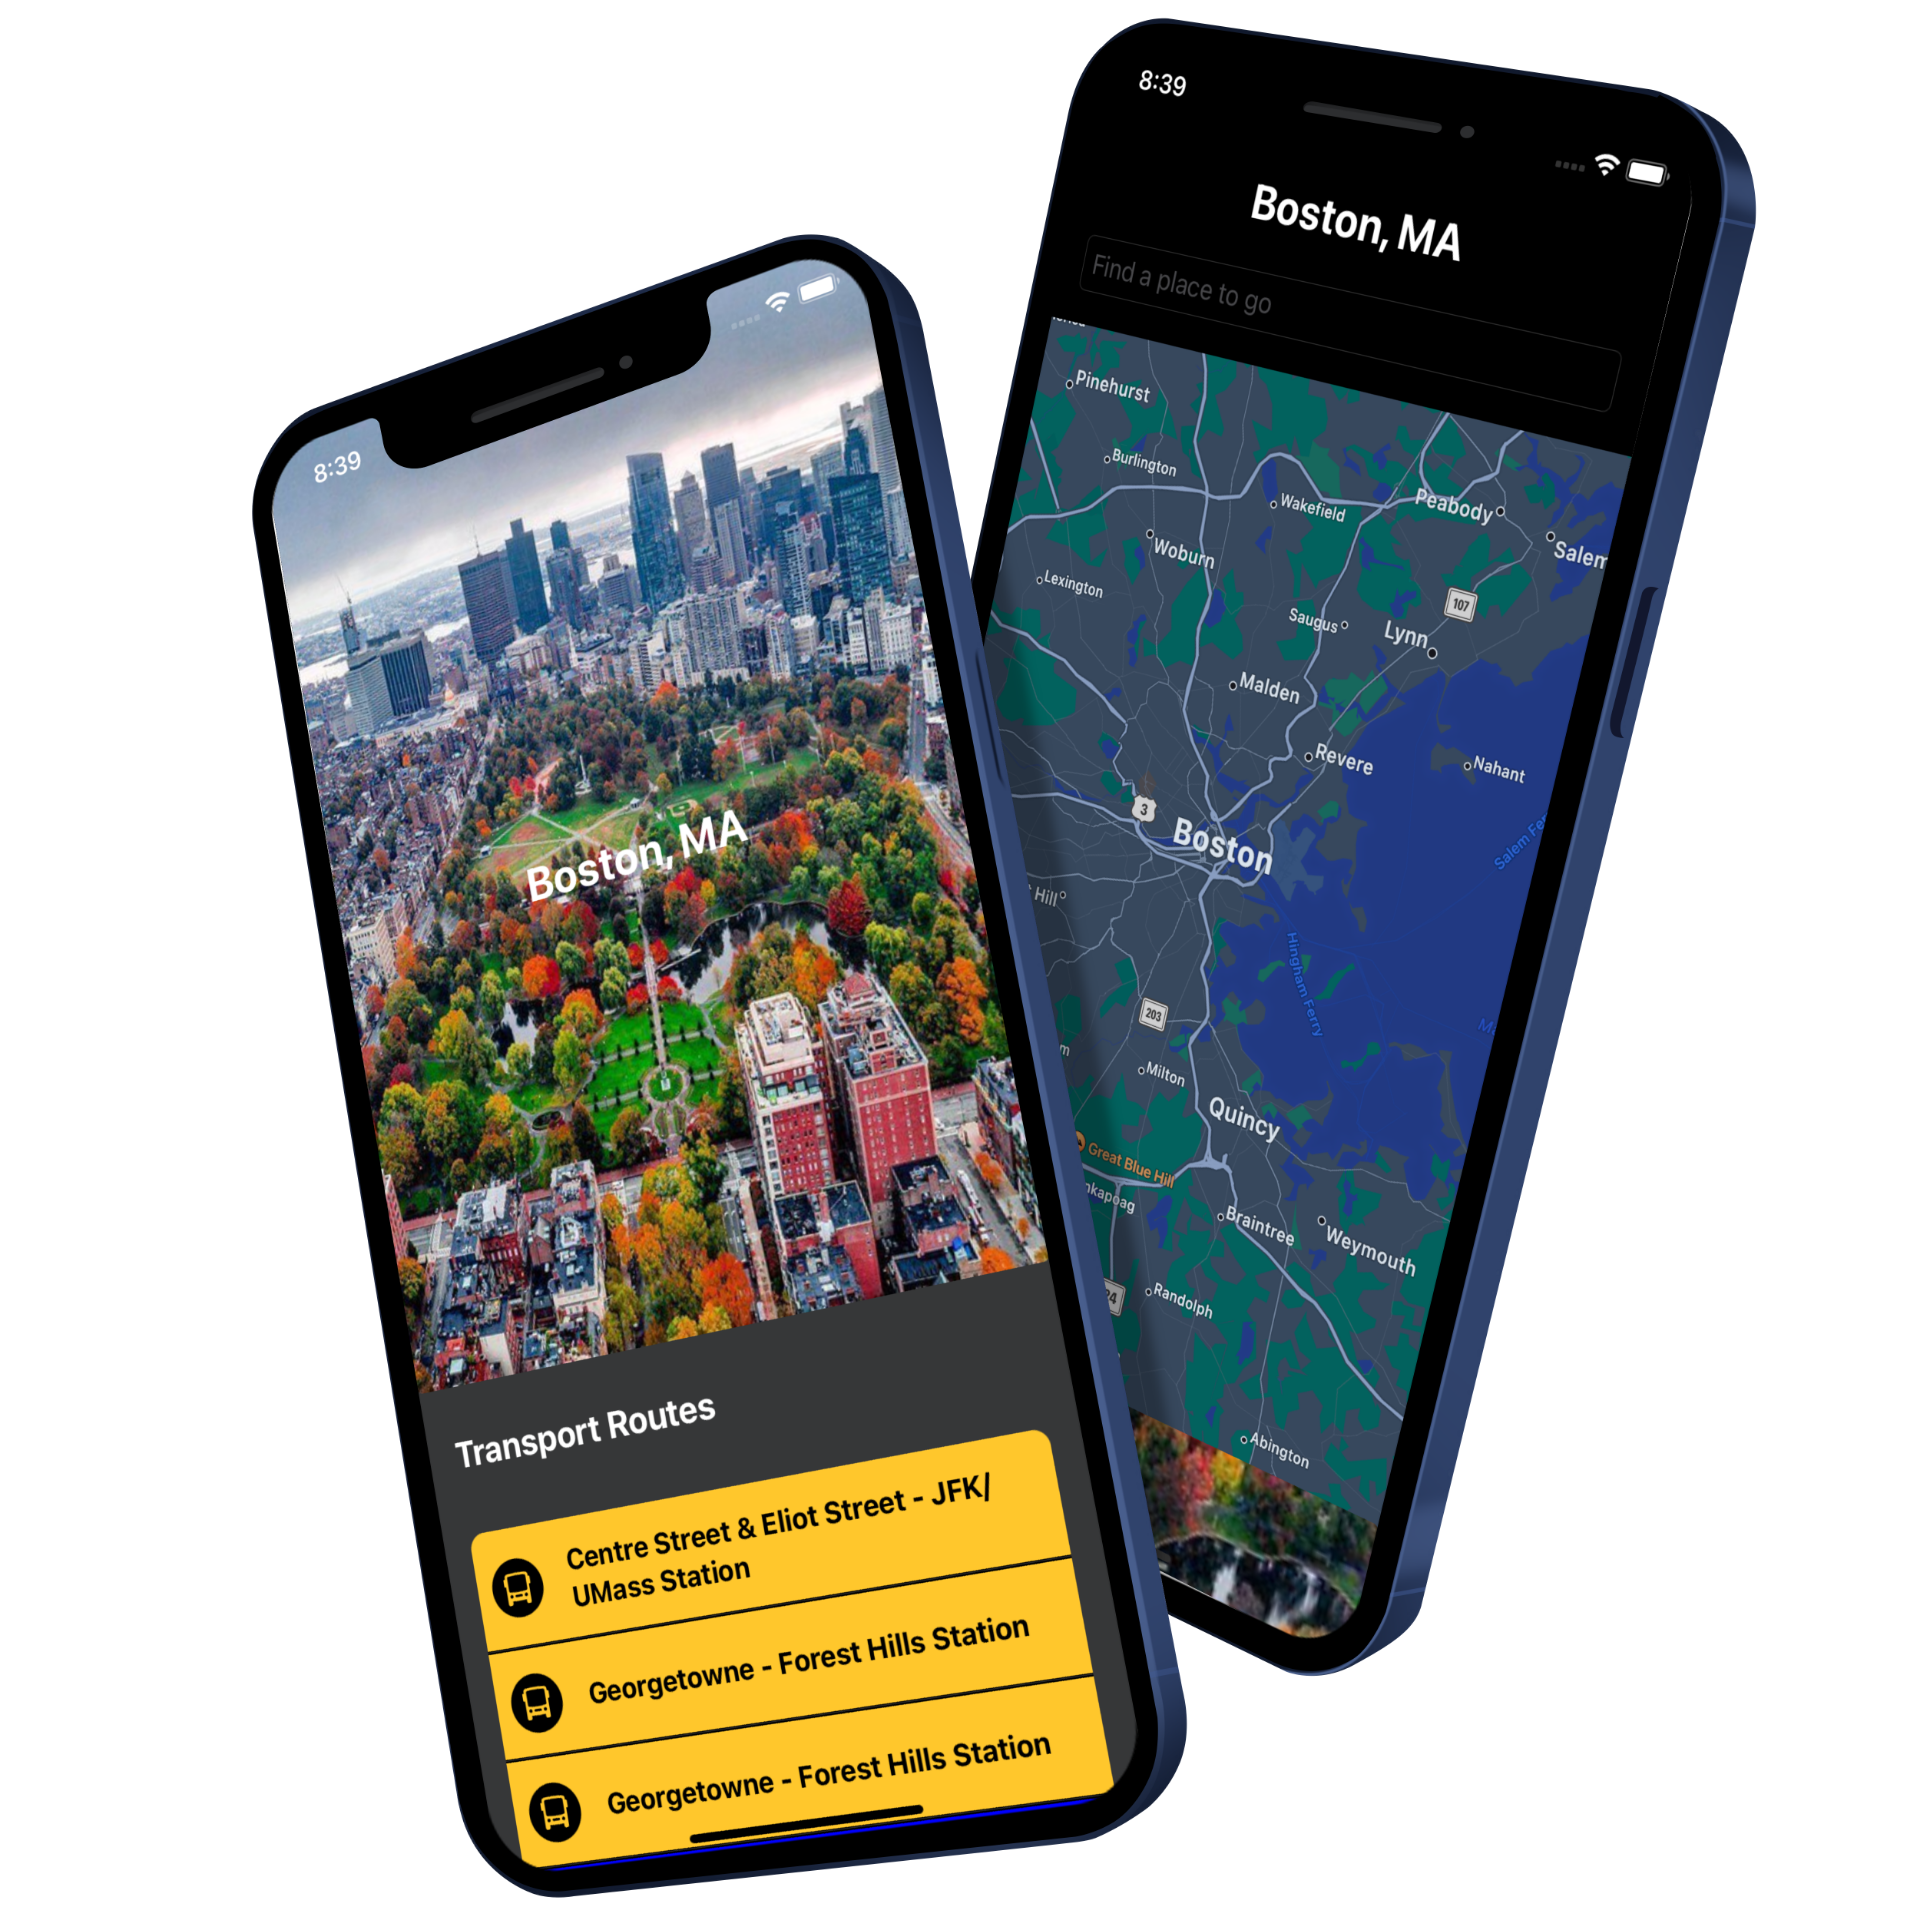 8:39
Boston, MA
Transport Routes
Centre Street & Eliot Street - JFK/
UMass Station
Georgetowne - Forest Hills Station
Georgetowne - Forest Hills Station
8:39
Boston, MA
Find a place to go
Pinehurst
Burlington
Wakefield
Peabody
Woburn
Salem
Lexington
107
Saugus
Lynn
Malden
Revere
Nahant
3
Boston
Salem Fer
Hill
Hingham Ferry
203
Milton
Quincy
Great Blue Hill
nkapoag
Braintree
Weymouth
24
Randolph
Abington